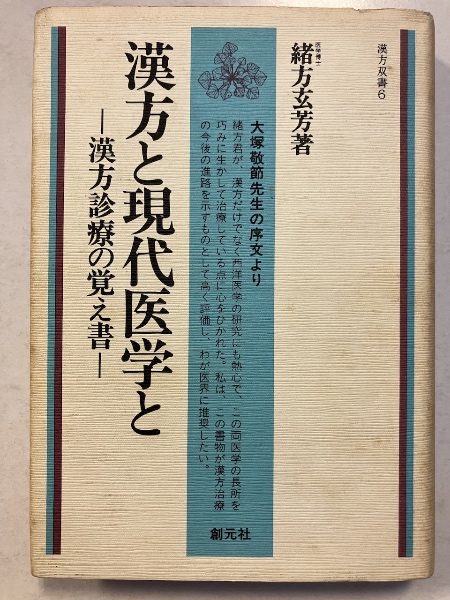 漢方双書6
医学博士
緒方玄芳著
大塚敬節先生の序文より
緒方君が、漢方だけでなく西洋医学の研究にも熱心で、この両医学の長所を
巧みに生かして治療している点に心をひかれた。私は、この書物が漢方治療
の今後の進路を示すものとして高く評価し、わが医界に推奨したい。
漢方と現代医学と
―漢方診療の覚え書―
創元社